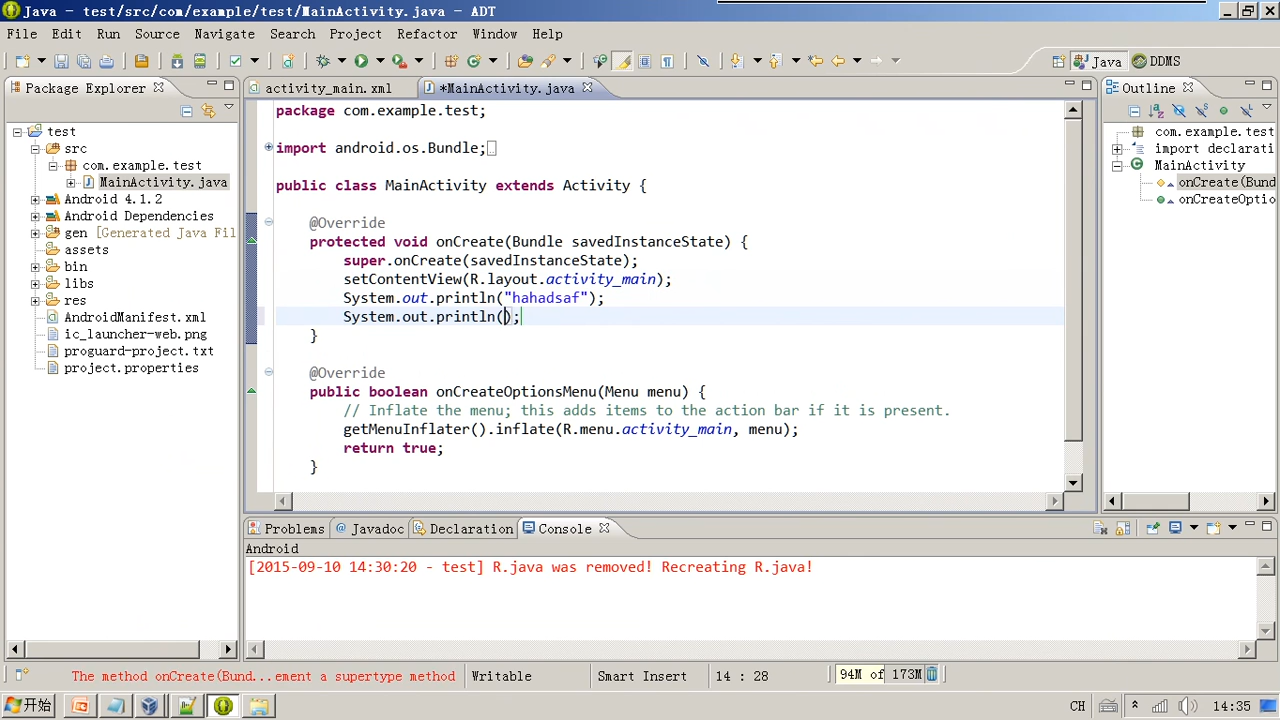 Java - test/src/com/example/test/MainActivity.java - ADT
File Edit Run Source Navigate Search Project Refactor Window Help
Java DDMS
Package Explorer
activity_main.xml
*MainActivity.java
Outline
test
src
com.example.test
MainActivity.java
Android 4.1.2
Android Dependencies
gen [Generated Java Fil
assets
bin
libs
res
AndroidManifest.xml
ic_launcher-web.png
proguard-project.txt
project.properties
package com.example.test;
import android.os.Bundle;
public class MainActivity extends Activity {
@Override
protected void onCreate(Bundle savedInstanceState) {
super.onCreate(savedInstanceState);
setContentView(R.layout.activity_main);
System.out.println("hahadsaf");
System.out.println();
}
@Override
public boolean onCreateOptionsMenu(Menu menu) {
// Inflate the menu; this adds items to the action bar if it is present.
getMenuInflater().inflate(R.menu.activity_main, menu);
return true;
}
com.example.test
import declarati
MainActivity
onCreate(Bund
onCreateOptio
Problems @ Javadoc Declaration Console
Android
[2015-09-10 14:30:20 - test] R.java was removed! Recreating R.java!
The method onCreate(Bund...ement a supertype method
Writable
Smart Insert
14 : 28
94M of 173M
开始
CH
14:35